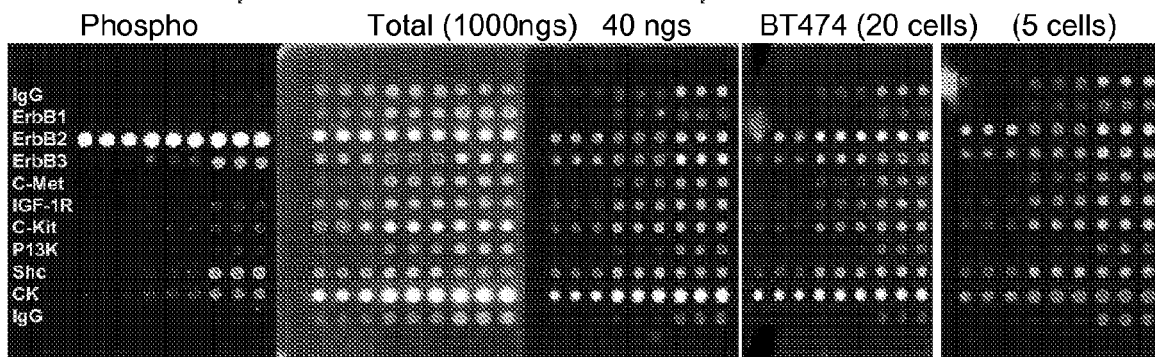 Phospho Total (1000ngs) 40 ngs BT474 (20 cells) (5 cells)
IgG
ErbB1
ErbB2
ErbB3
C-Met
IGF-1R
C-Kit
P13K
Shc
CK
IgG